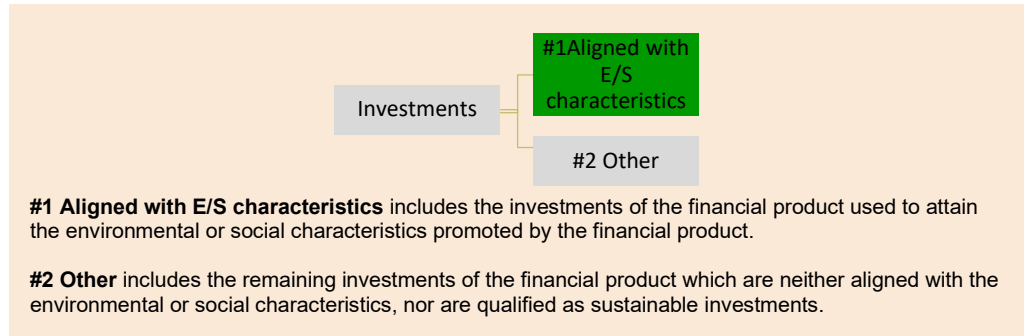 #1Aligned with
E/S
characteristics
Investments
#2 Other
#1 Aligned with E/S characteristics includes the investments of the financial product used to attain
the environmental or social characteristics promoted by the financial product.
#2 Other includes the remaining investments of the financial product which are neither aligned with the
environmental or social characteristics, nor are qualified as sustainable investments.